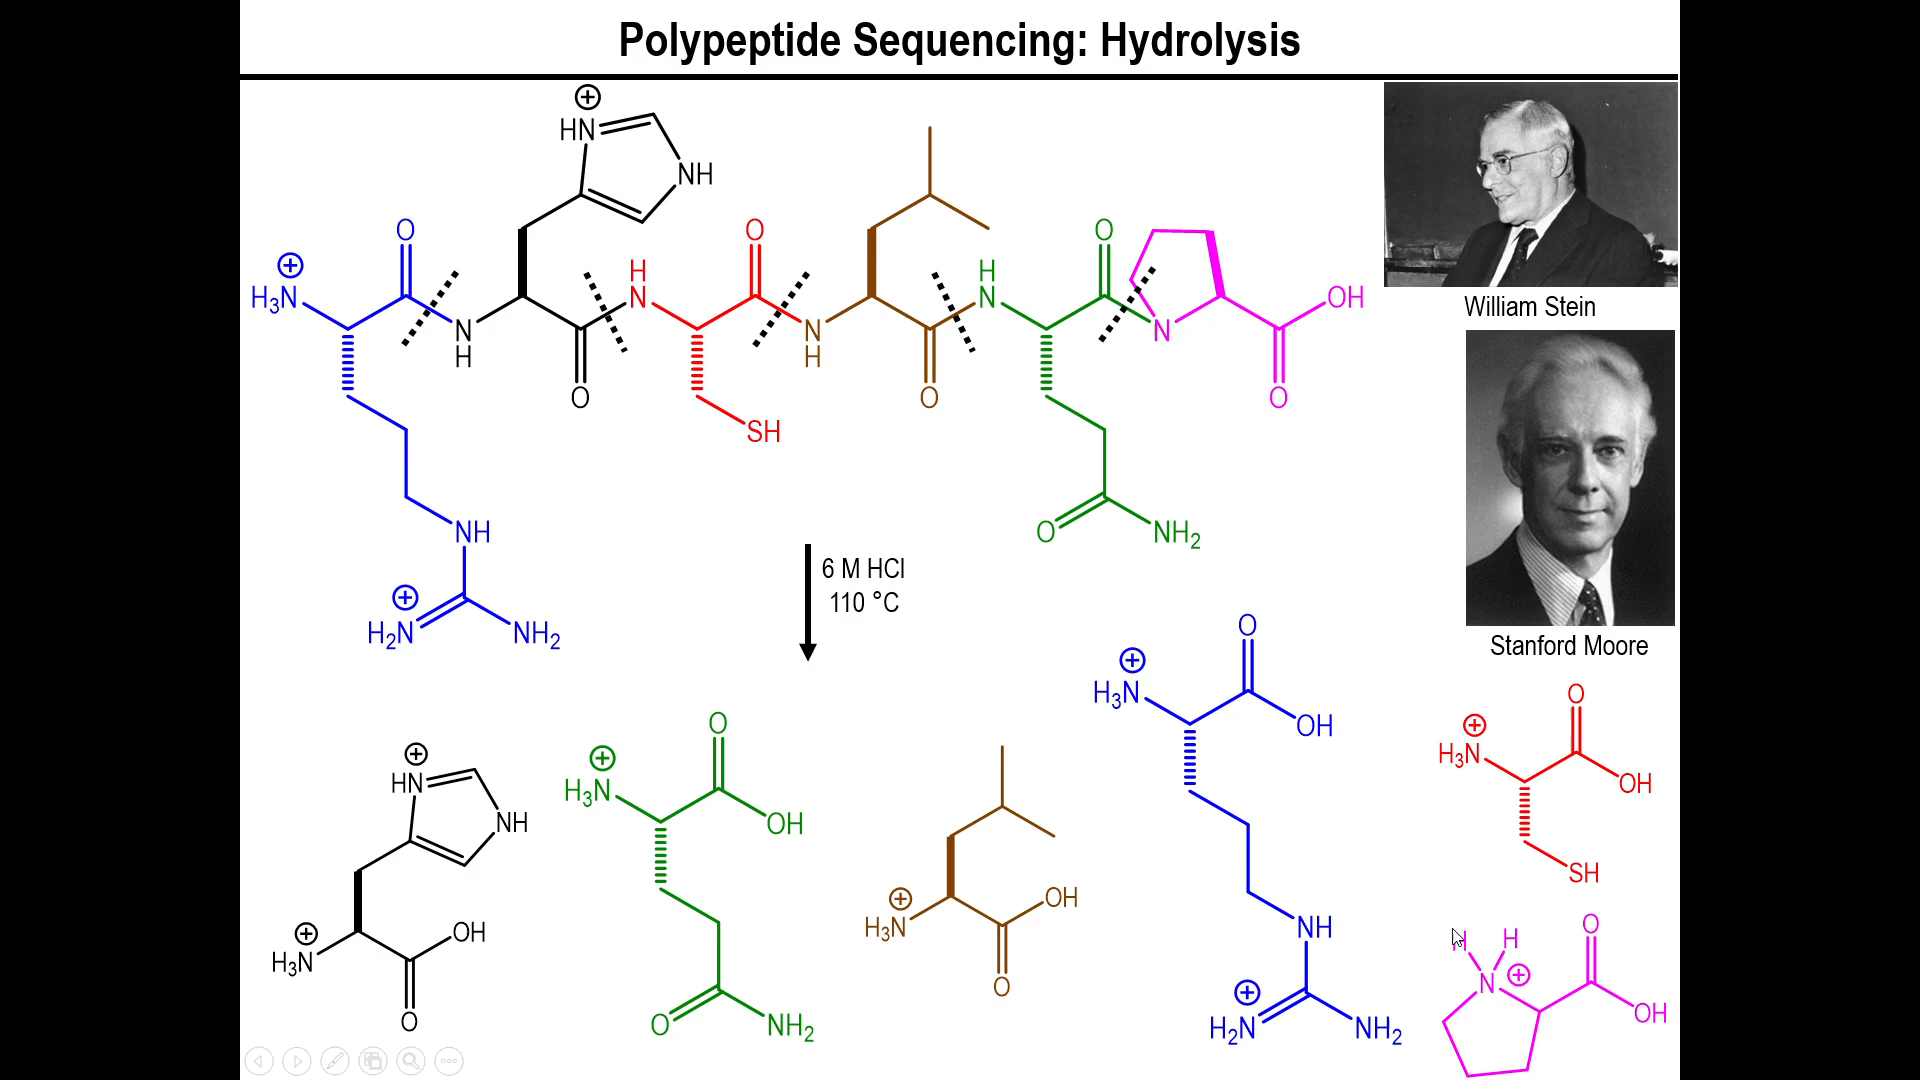 Polypeptide Sequencing: Hydrolysis
⊕
HN
NH
O
O
O
⊕
H₃N
H
N
H
N
OH
N
H
N
H
N
O
O
O
SH
NH
O
NH₂
⊕
H₂N
NH₂
6 M HCl
110 °C
William Stein
Stanford Moore
⊕
HN
NH
⊕
H₃N
OH
O
O
⊕
H₃N
OH
O
NH₂
⊕
H₃N
OH
O
O
⊕
H₃N
OH
NH
⊕
H₂N
NH₂
O
⊕
H₃N
OH
SH
H
H
O
N
⊕
OH